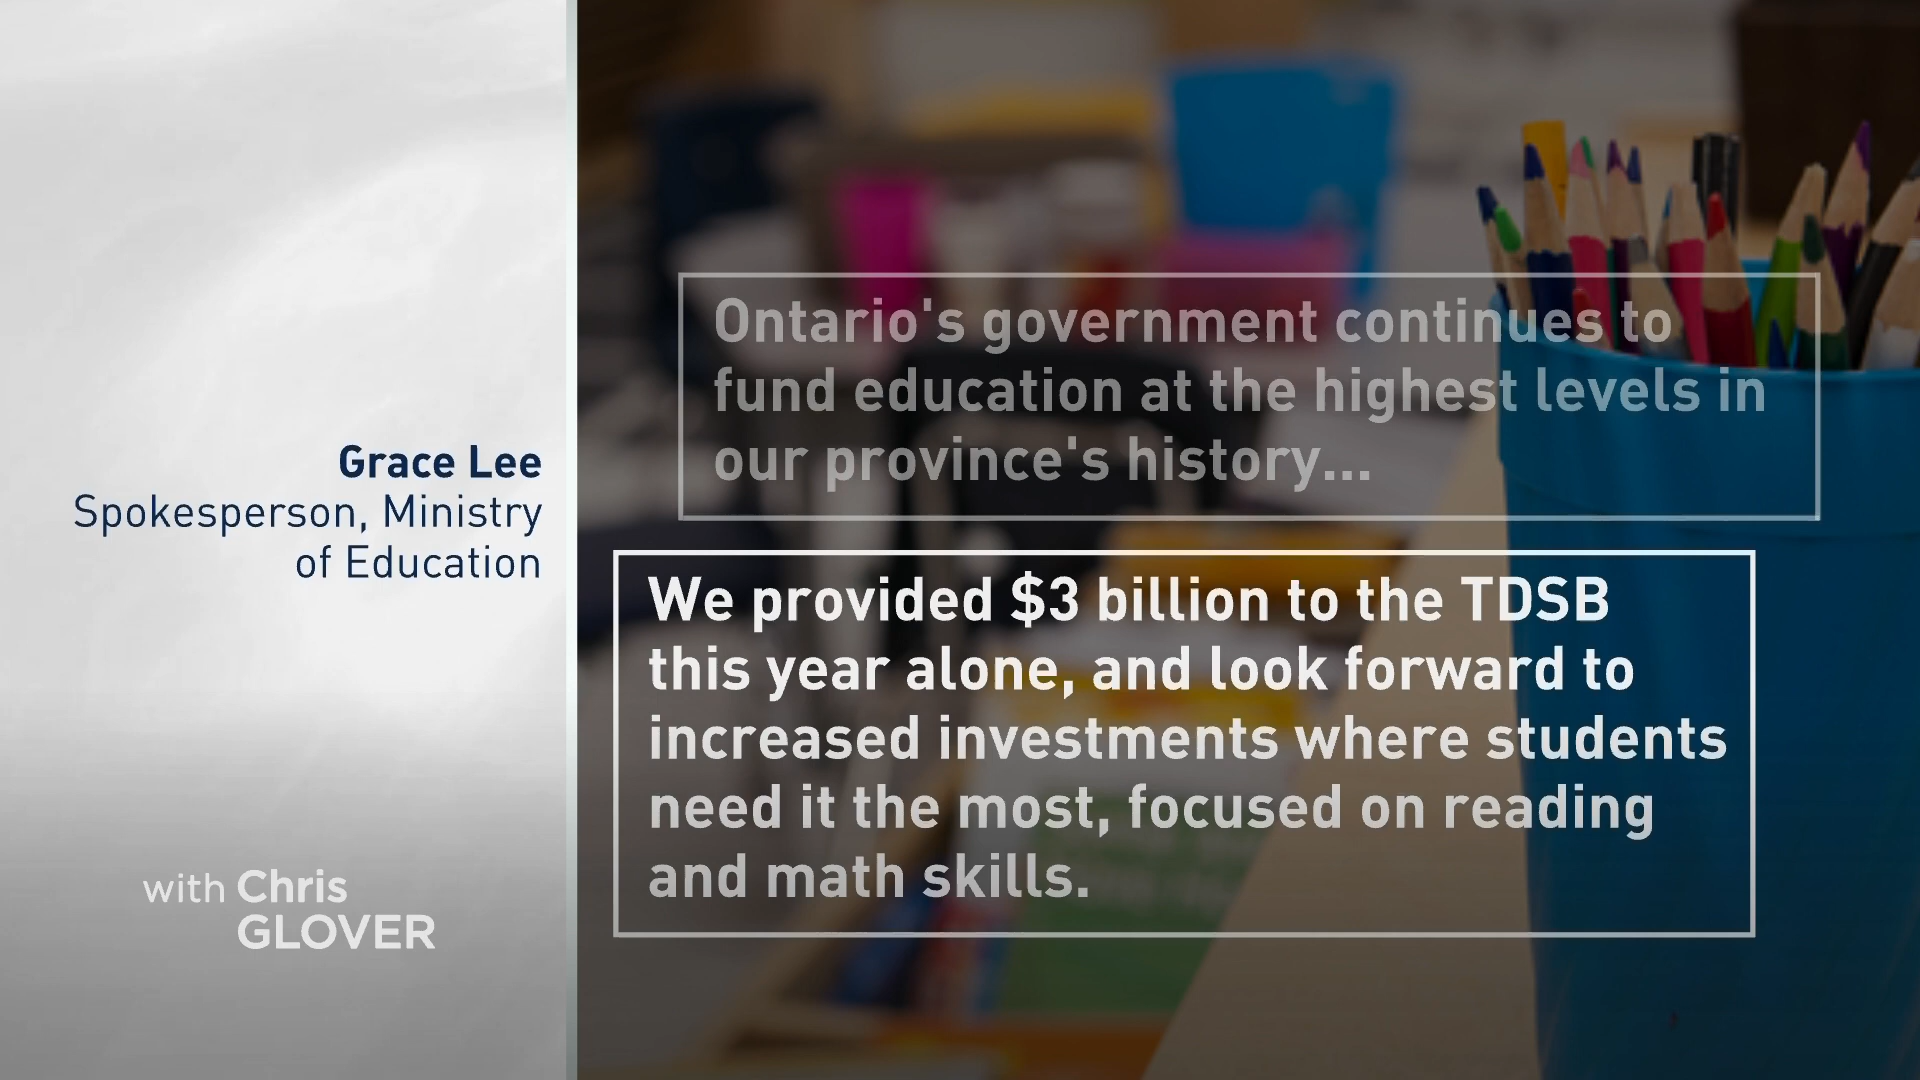 Grace Lee
Spokesperson, Ministry
of Education
with Chris
GLOVER
Ontario's government continues to
fund education at the highest levels in
our province's history...
We provided $3 billion to the TDSB
this year alone, and look forward to
increased investments where students
need it the most, focused on reading
and math skills.